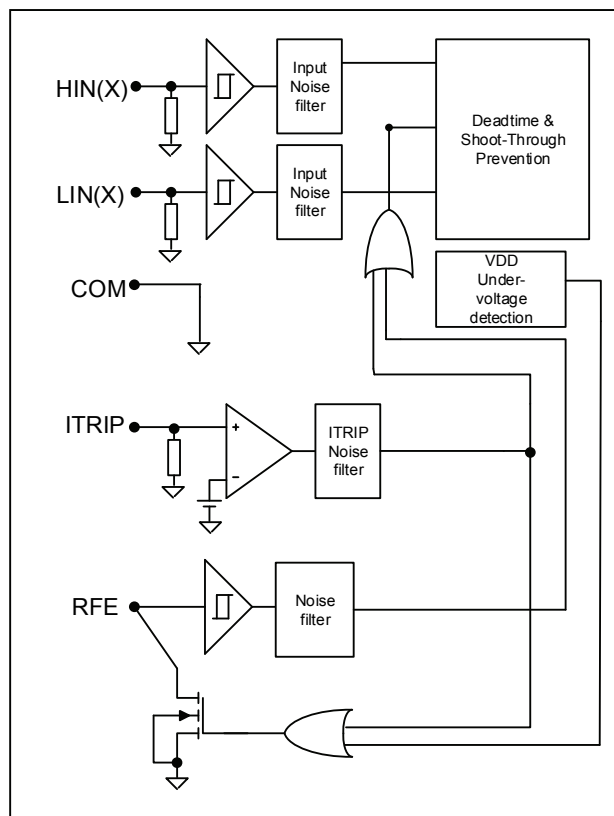 HIN(X)
Input
Noise
filter
Deadtime &
Shoot-Through
Prevention
LIN(X)
Input
Noise
filter
COM
VDD
Under-
voltage
detection
ITRIP
+
−
ITRIP
Noise
filter
RFE
Noise
filter